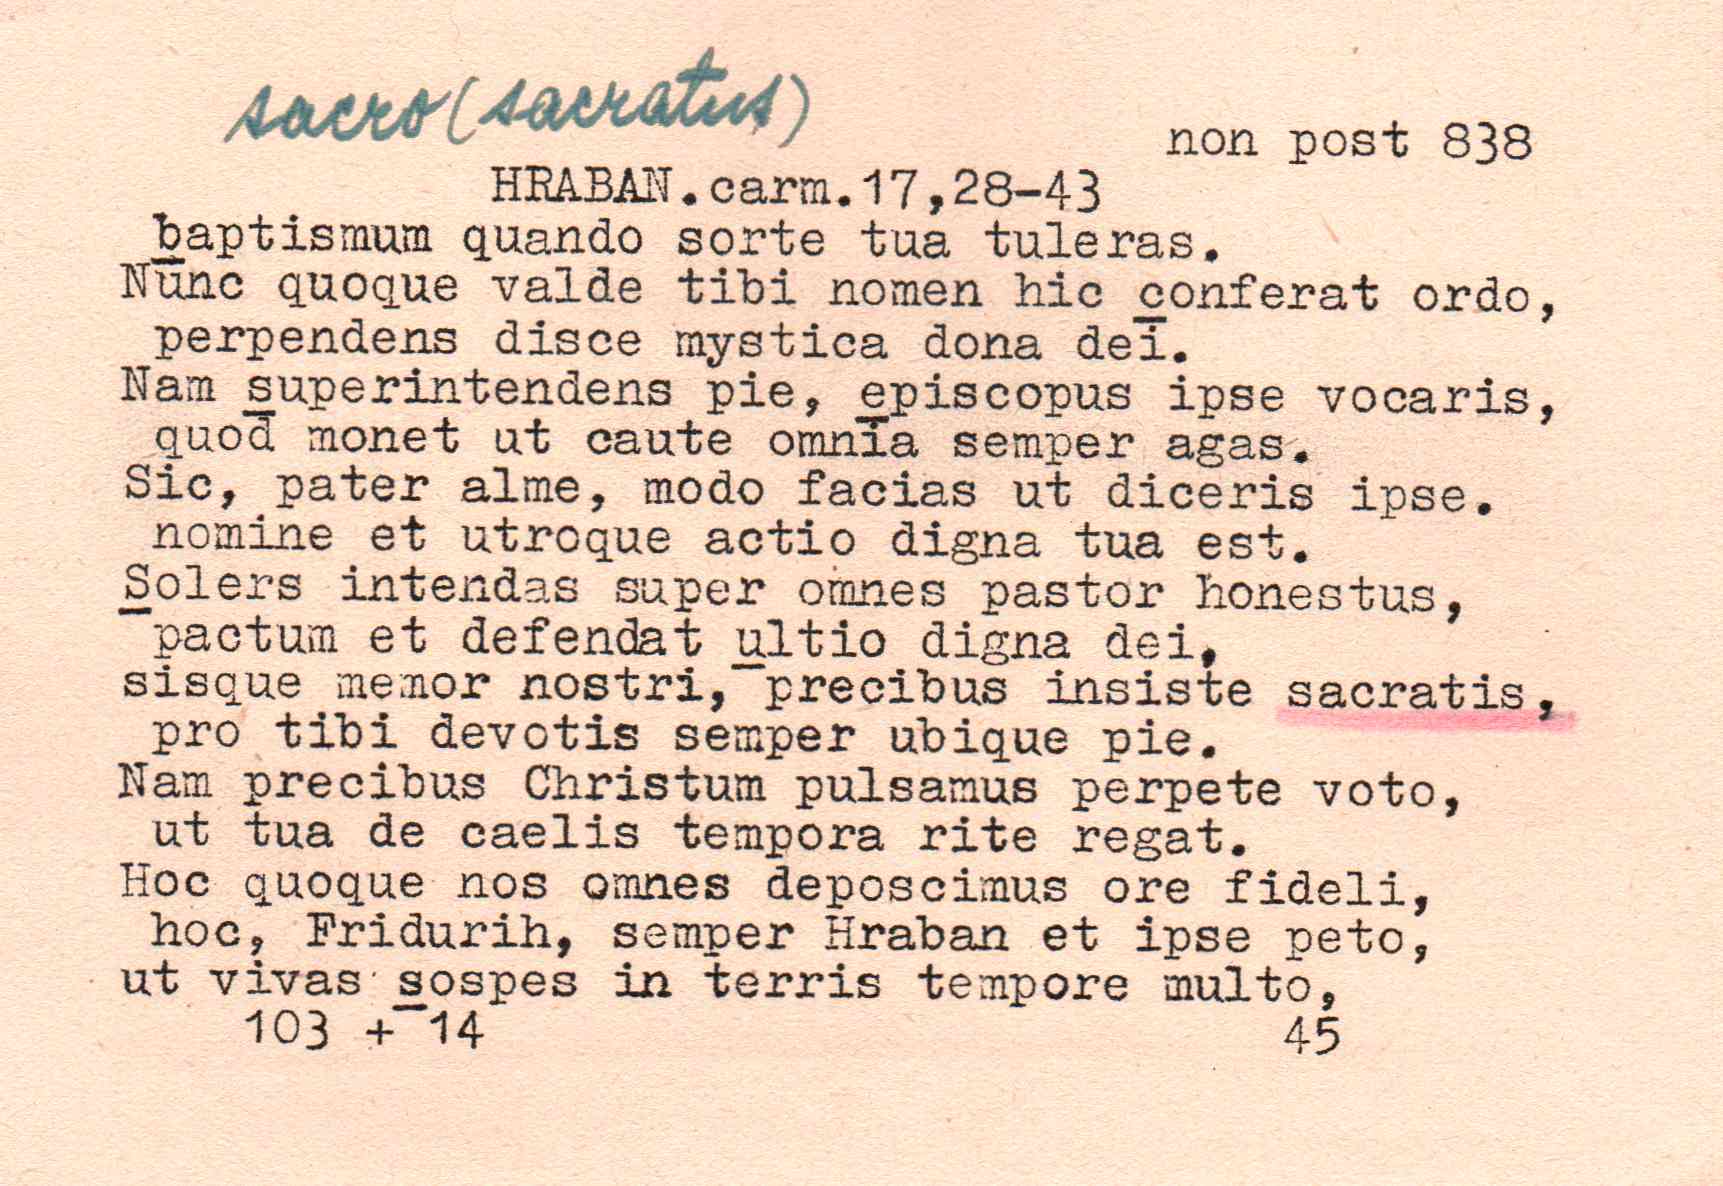 sacro (sacratus)
non post 838
HRABAN.carm.17,28-43
baptismum quando sorte tua tuleras.
Nunc quoque valde tibi nomen hic conferat ordo,
perpendens disce mystica dona dei.
Nam superintendens pie, episcopus ipse vocaris,
quod monet ut caute omnia semper agas.
Sic, pater alme, modo facias ut diceris ipse.
nomine et utroque actio digna tua est.
Solers intendas super omnes pastor honestus,
pactum et defendat ultio digna dei,
sisque memor nostri, precibus insiste sacratis,
pro tibi devotis semper ubique pie.
Nam precibus Christum pulsamus perpete voto,
ut tua de caelis tempora rite regat.
Hoc quoque nos omnes deposcimus ore fideli,
hoc, Fridurih, semper Hraban et ipse peto,
ut vivas sospes in terris tempore multo,
103 + 14 45